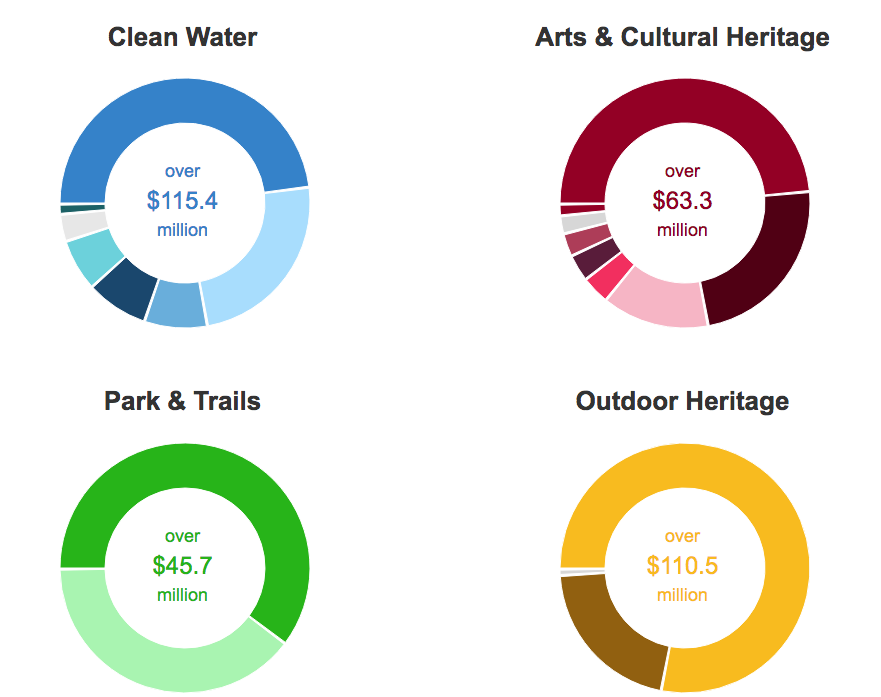 Clean Water
over
$115.4
million
Arts & Cultural Heritage
over
$63.3
million
Park & Trails
over
$45.7
million
Outdoor Heritage
over
$110.5
million